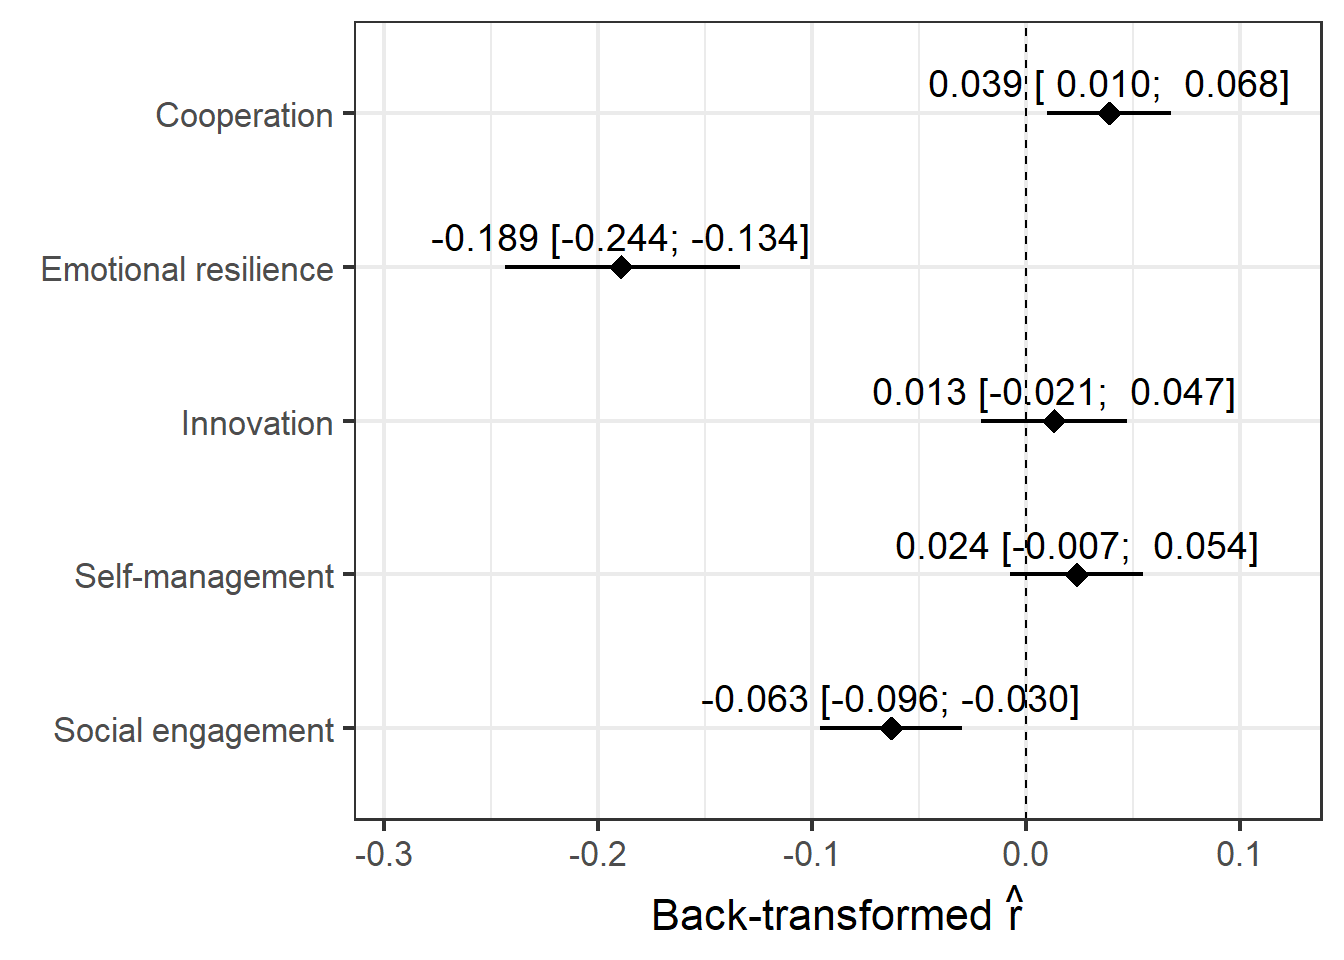 0.039 [ 0.010;  0.068]
Cooperation
-0.189 [-0.244; -0.134]
Emotional resilience
0.013 [-0.021;  0.047]
Innovation
0.024 [-0.007;  0.054]
Self-management
-0.063 [-0.096; -0.030]
Social engagement
-0.3 -0.2 -0.1 0.0 0.1
Back-transformed r̂